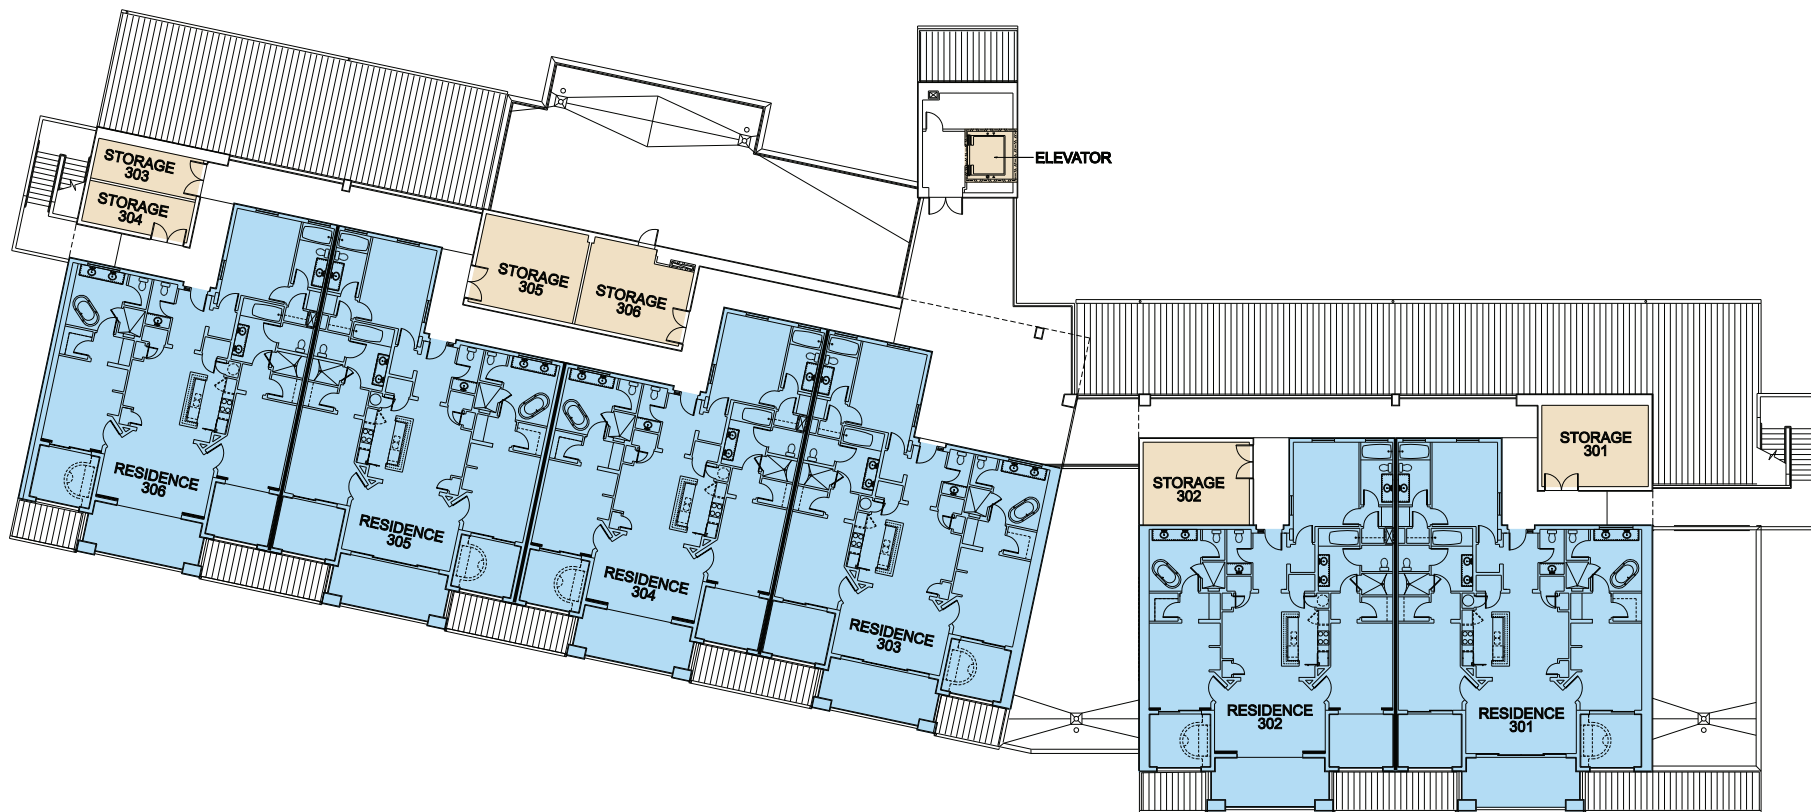 ELEVATOR
STORAGE
303
STORAGE
304
STORAGE
305
STORAGE
306
STORAGE
301
STORAGE
302
RESIDENCE
306
RESIDENCE
305
RESIDENCE
304
RESIDENCE
303
RESIDENCE
302
RESIDENCE
301